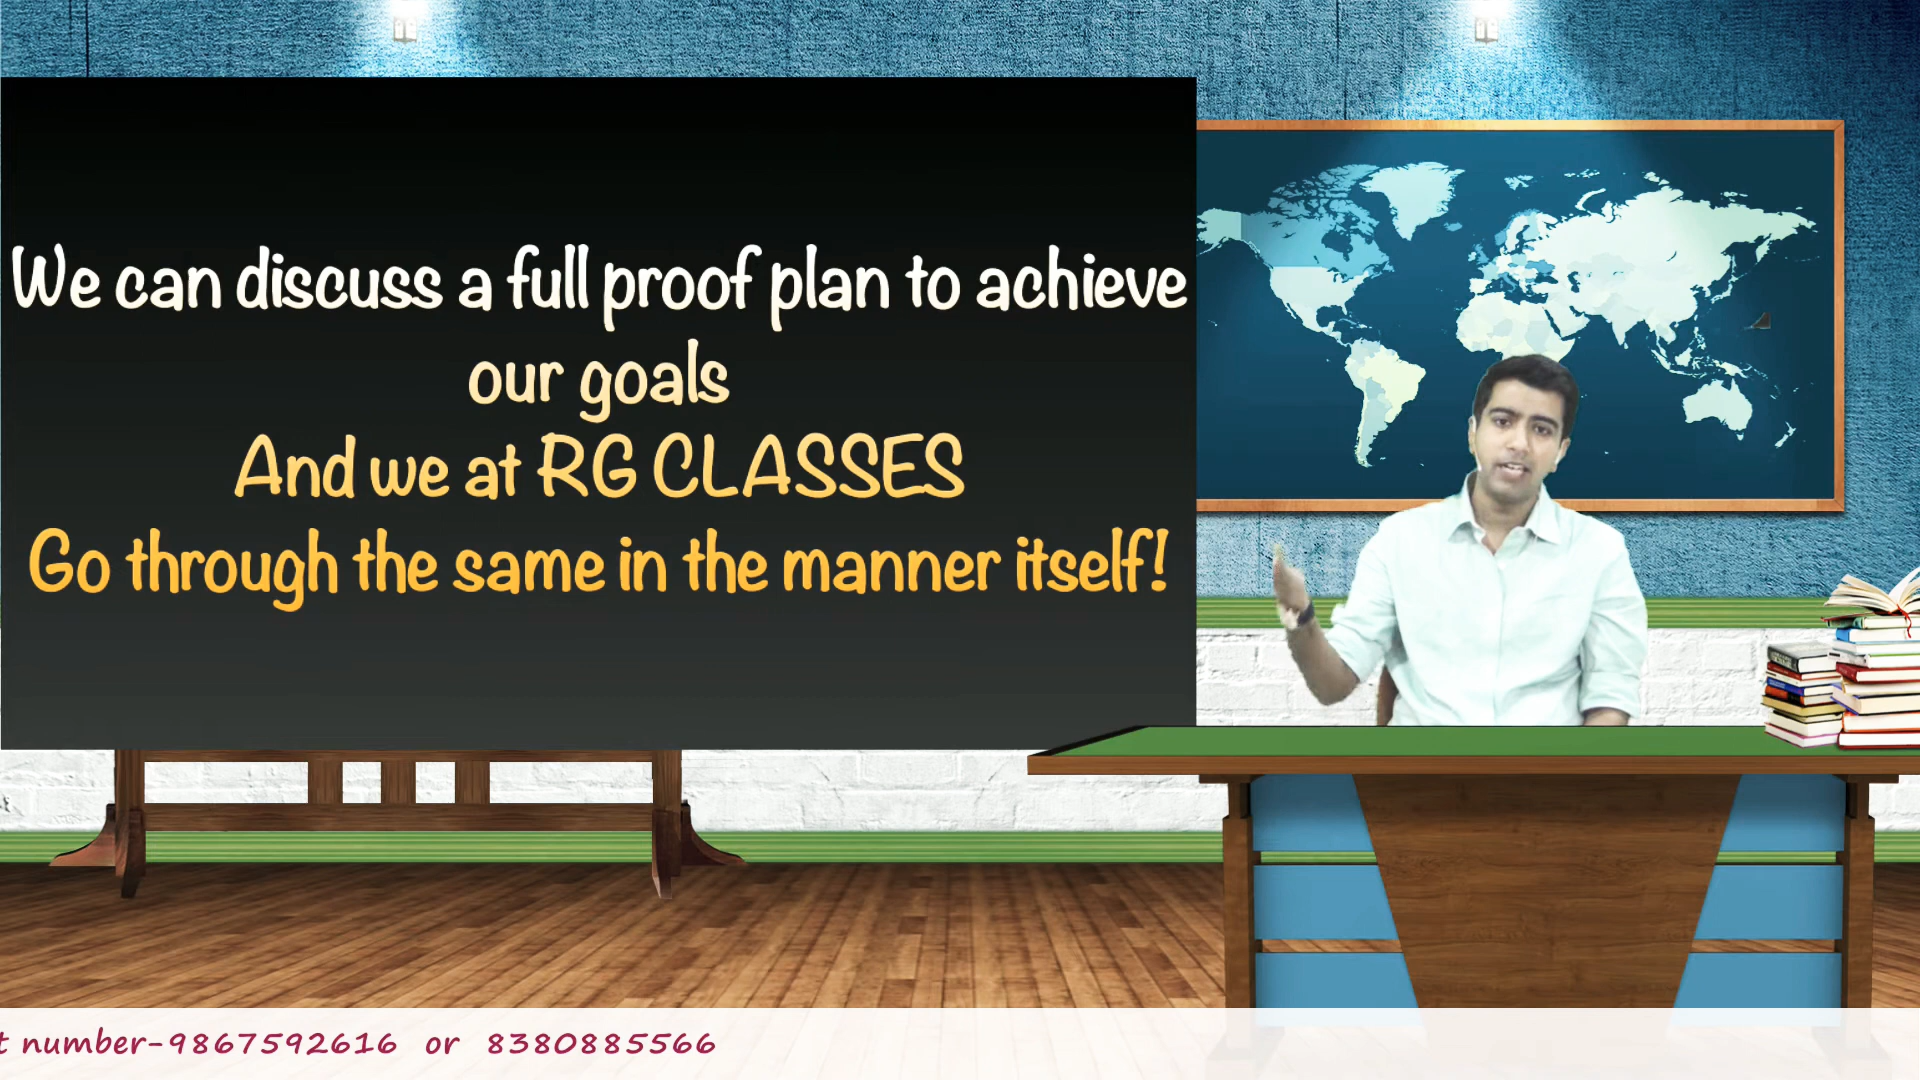 We can discuss a full proof plan to achieve
our goals
And we at RG CLASSES
Go through the same in the manner itself!
t number-9867592616 or 8380885566